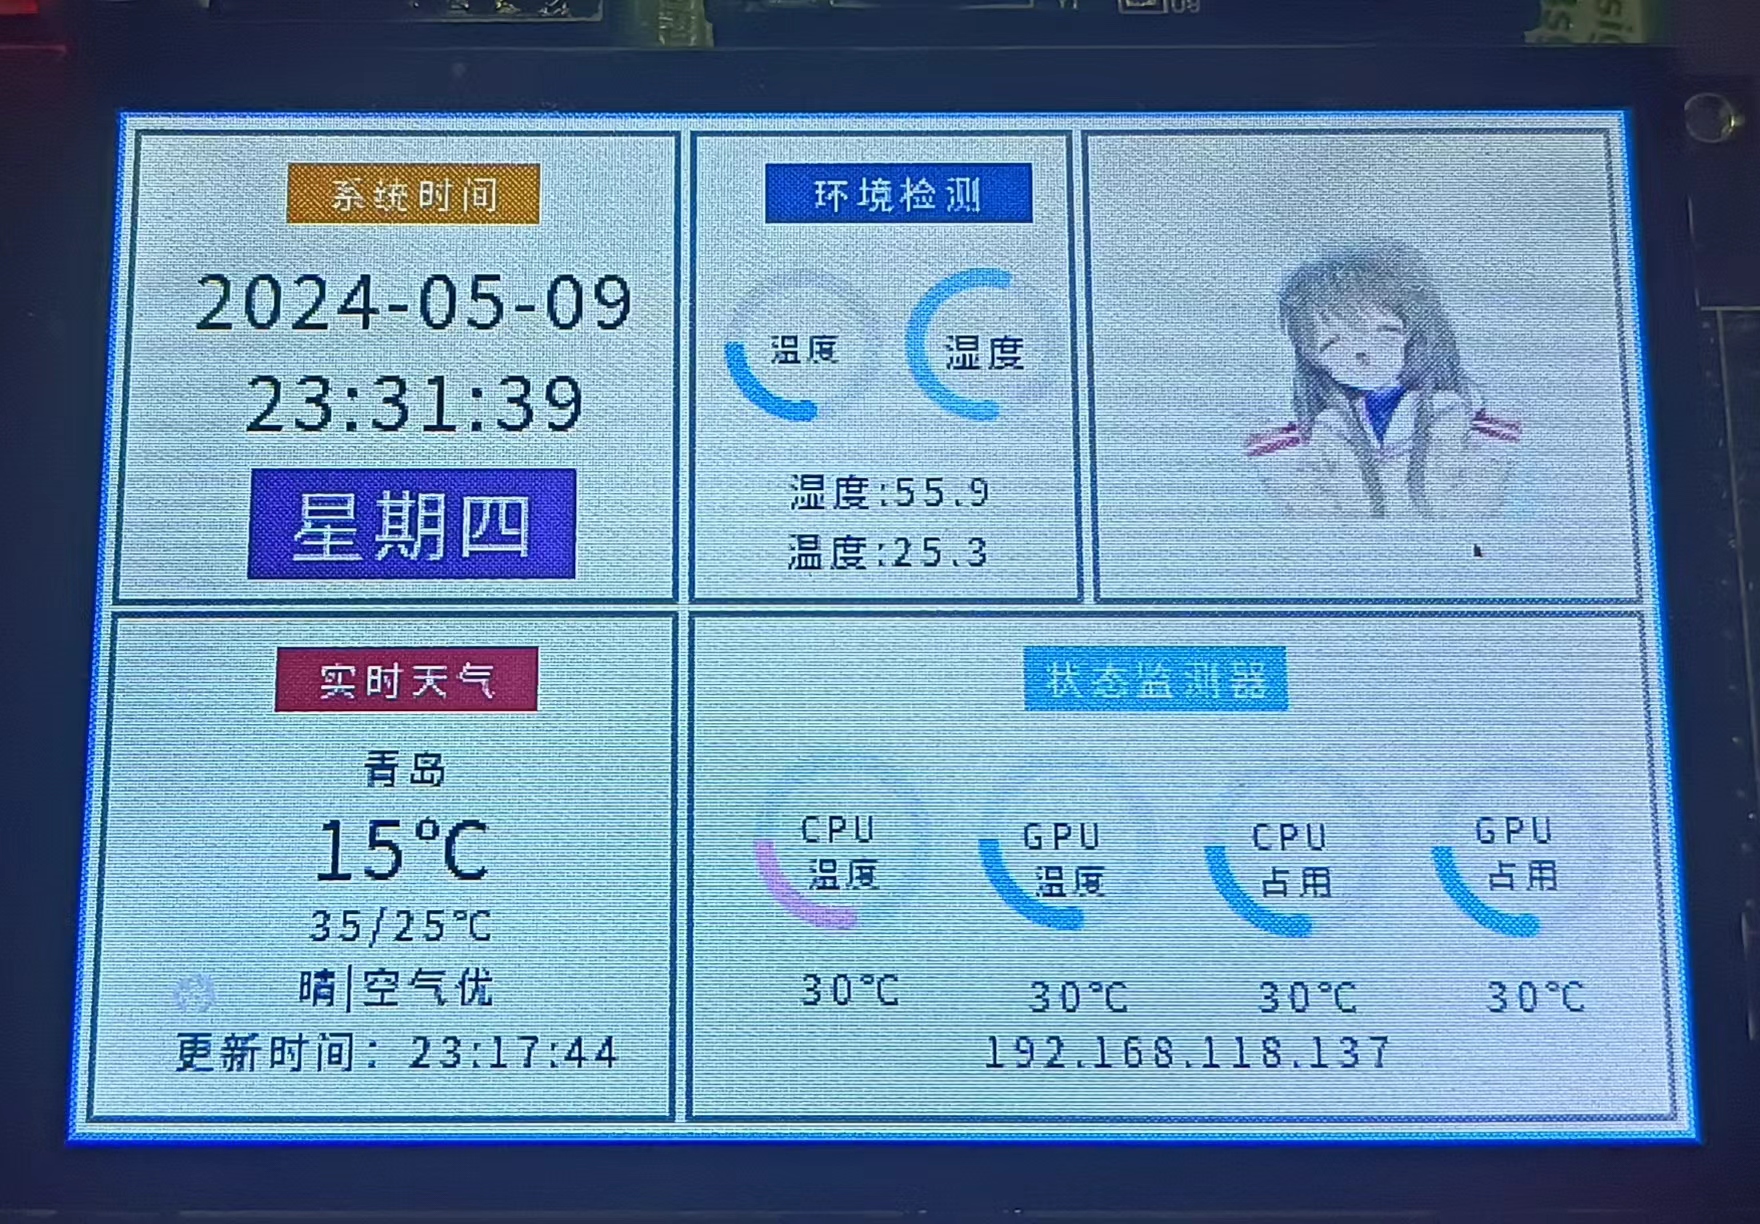 系统时间
2024-05-09
23:31:39
星期四
环境检测
温度
湿度
湿度:55.9
温度:25.3
实时天气
青岛
15℃
35/25℃
晴|空气优
更新时间: 23:17:44
状态监测器
CPU
温度
GPU
温度
CPU
占用
GPU
占用
30℃
30℃
30℃
30℃
192.168.118.137